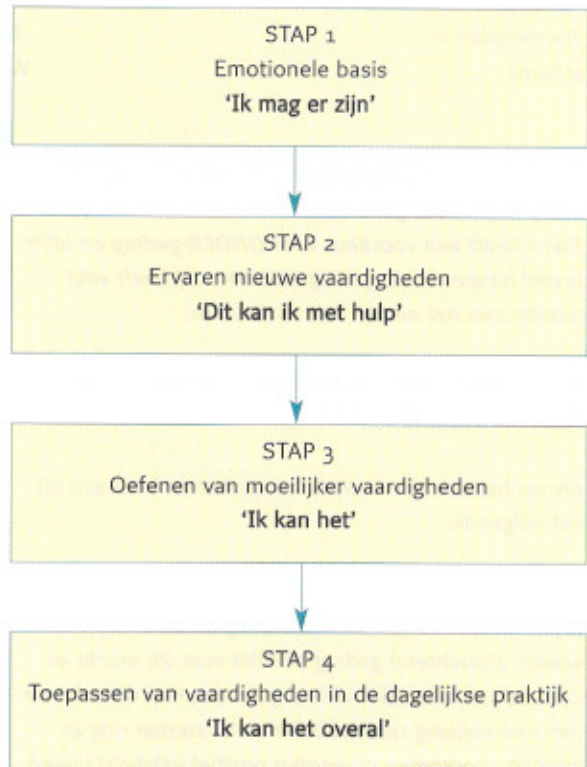 STAP 1
Emotionele basis
‘Ik mag er zijn’
STAP 2
Ervaren nieuwe vaardigheden
‘Dit kan ik met hulp’
STAP 3
Oefenen van moeilijker vaardigheden
‘Ik kan het’
STAP 4
Toepassen van vaardigheden in de dagelijkse praktijk
‘Ik kan het overal’